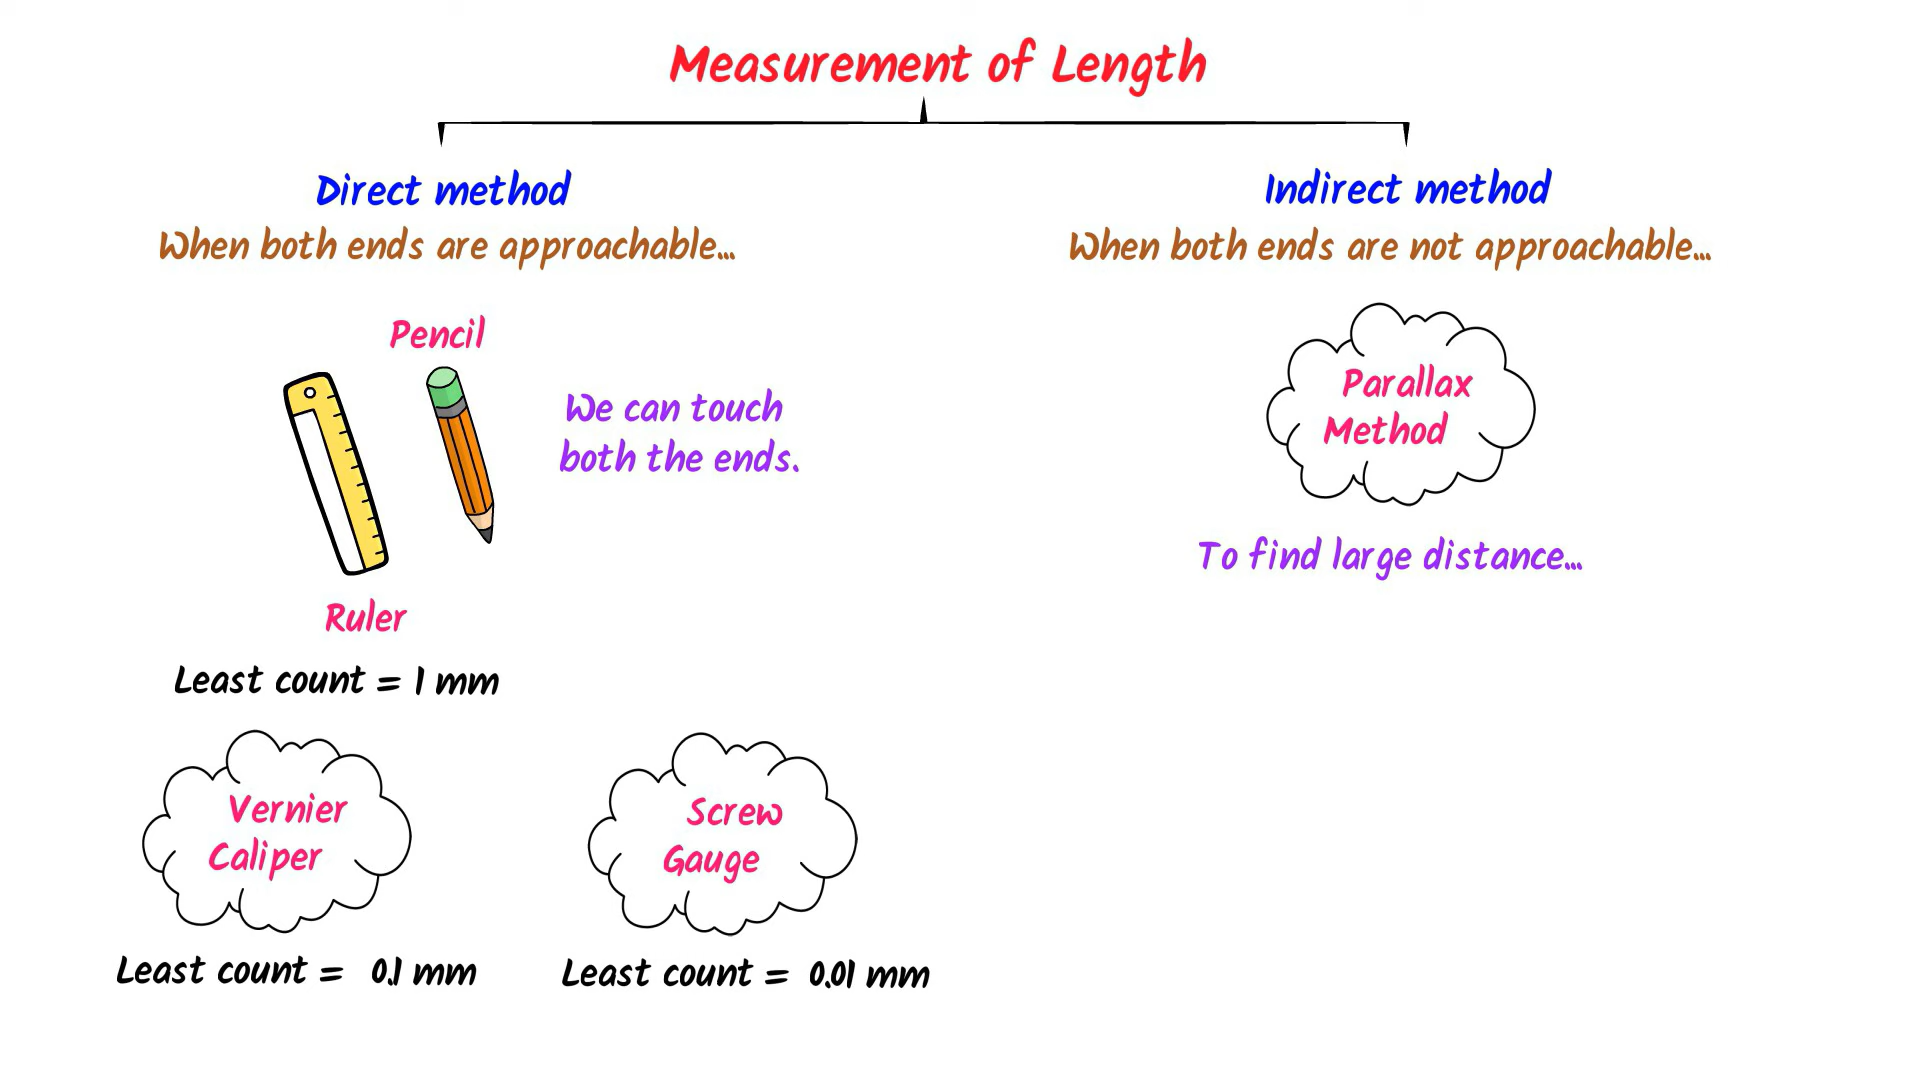 Measurement of Length
Direct method
When both ends are approachable...
Pencil
We can touch
both the ends.
Ruler
Least count = 1 mm
Vernier
Caliper
Least count = 0.1 mm
Screw
Gauge
Least count = 0.01 mm
Indirect method
When both ends are not approachable...
Parallax
Method
To find large distance...